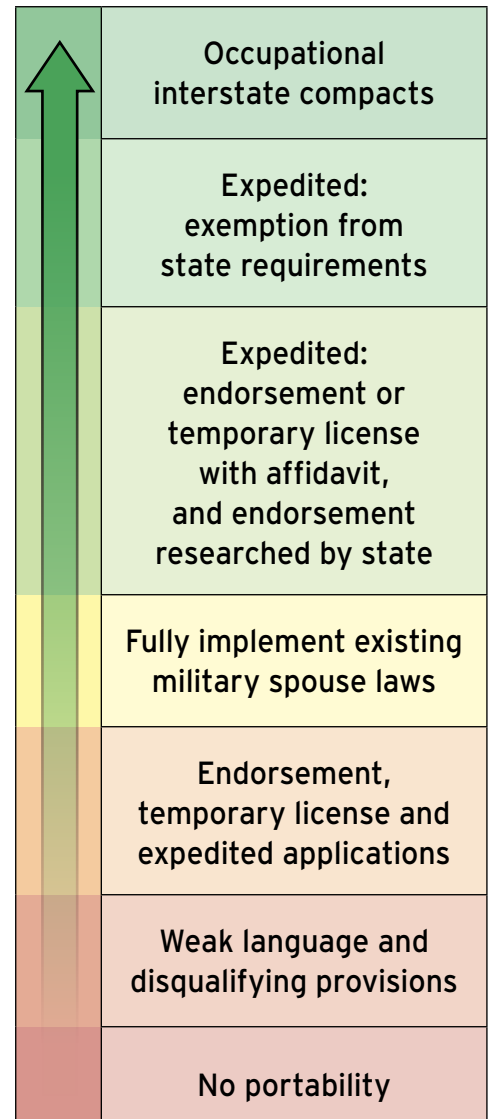 Occupational
interstate compacts
Expedited:
exemption from
state requirements
Expedited:
endorsement or
temporary license
with affidavit,
and endorsement
researched by state
Fully implement existing
military spouse laws
Endorsement,
temporary license and
expedited applications
Weak language and
disqualifying provisions
No portability